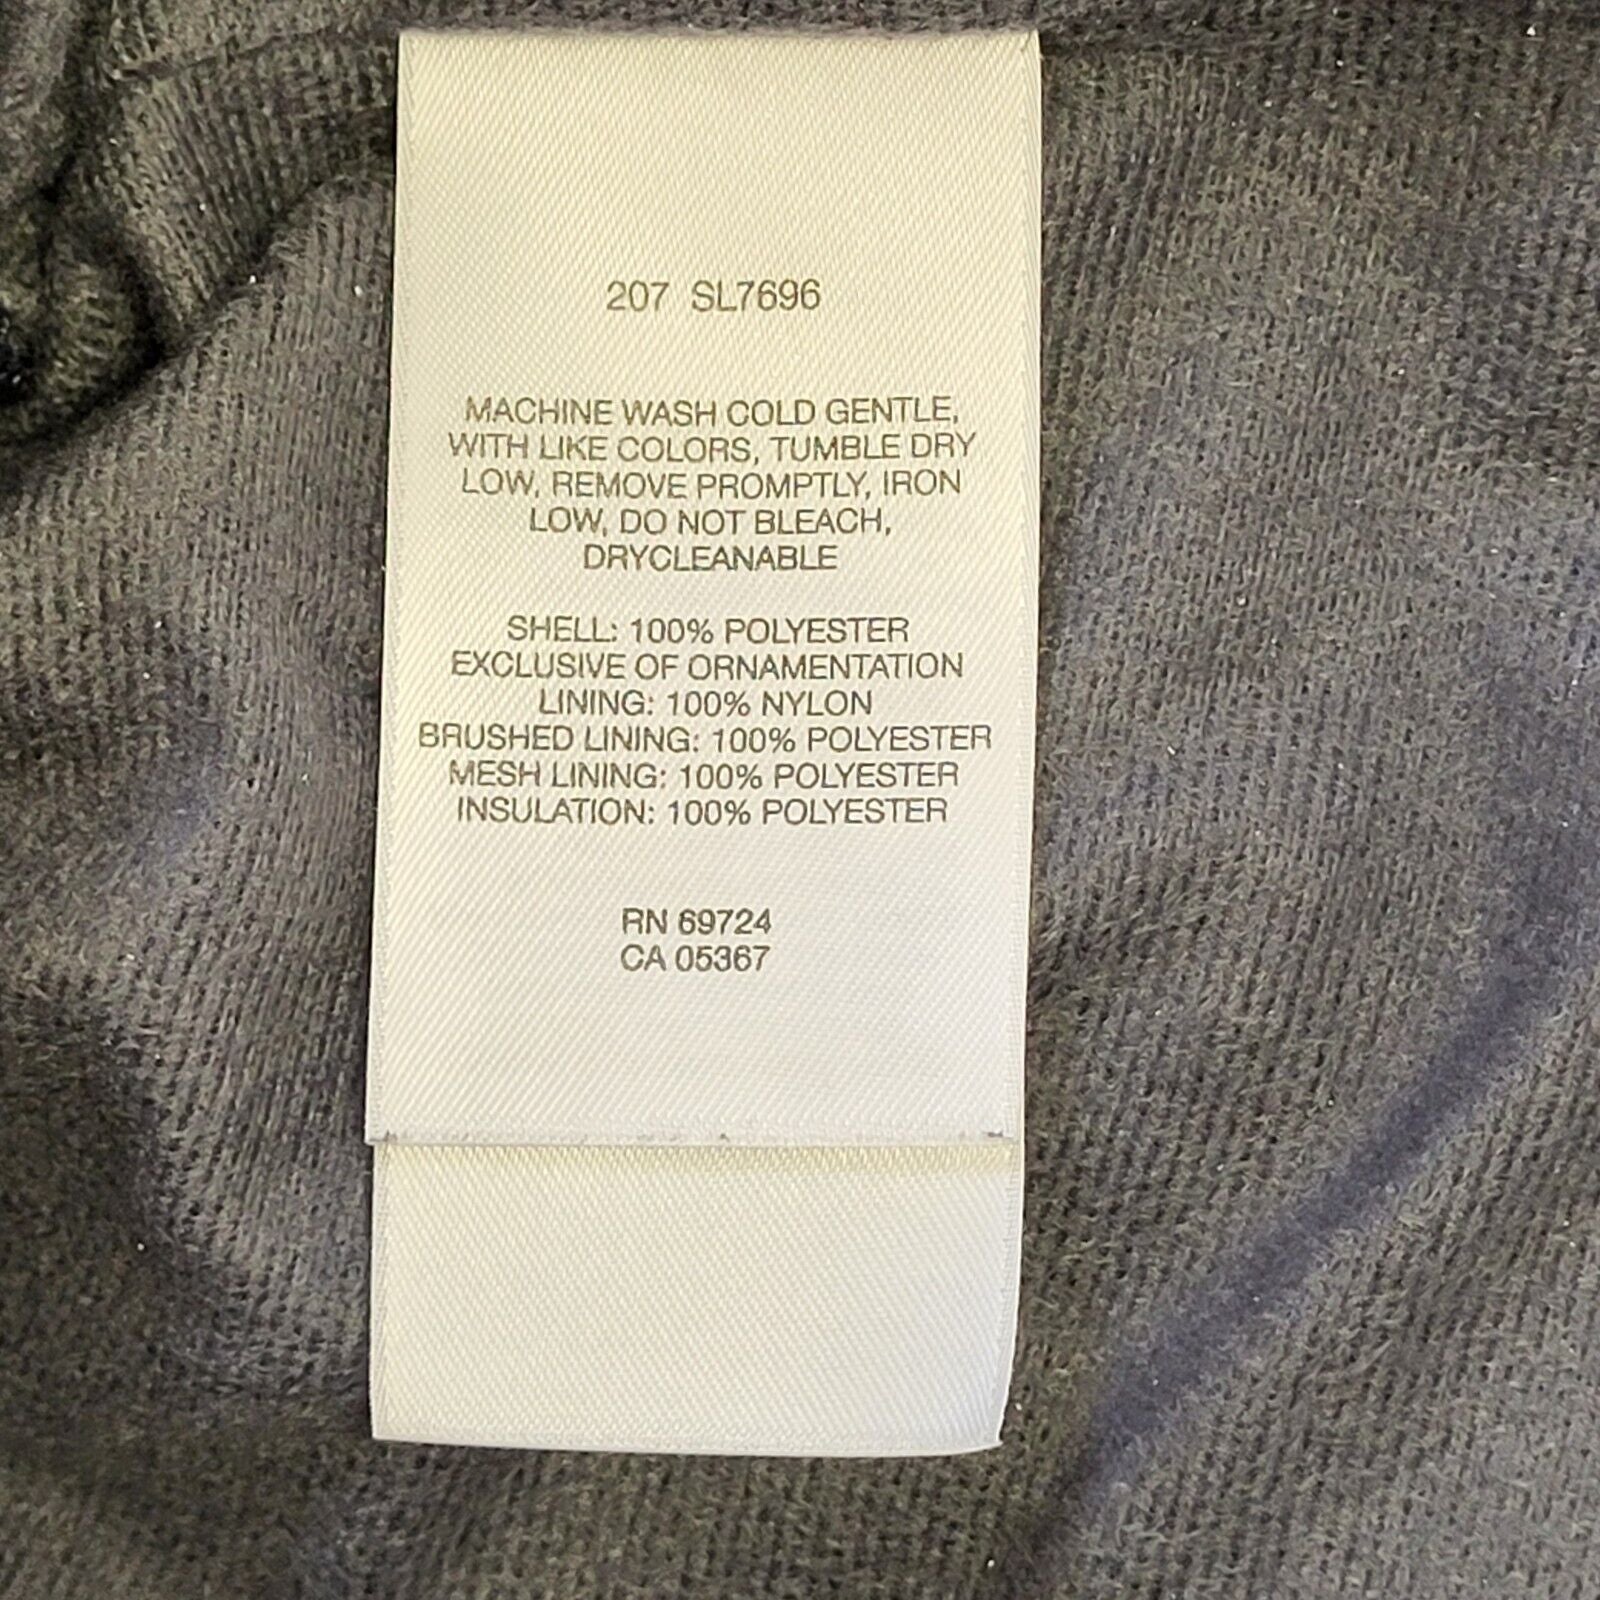 207 SL7696
MACHINE WASH COLD GENTLE,
WITH LIKE COLORS, TUMBLE DRY
LOW, REMOVE PROMPTLY, IRON
LOW, DO NOT BLEACH,
DRYCLEANABLE
SHELL: 100% POLYESTER
EXCLUSIVE OF ORNAMENTATION
LINING: 100% NYLON
BRUSHED LINING: 100% POLYESTER
MESH LINING: 100% POLYESTER
INSULATION: 100% POLYESTER
RN 69724
CA 05367